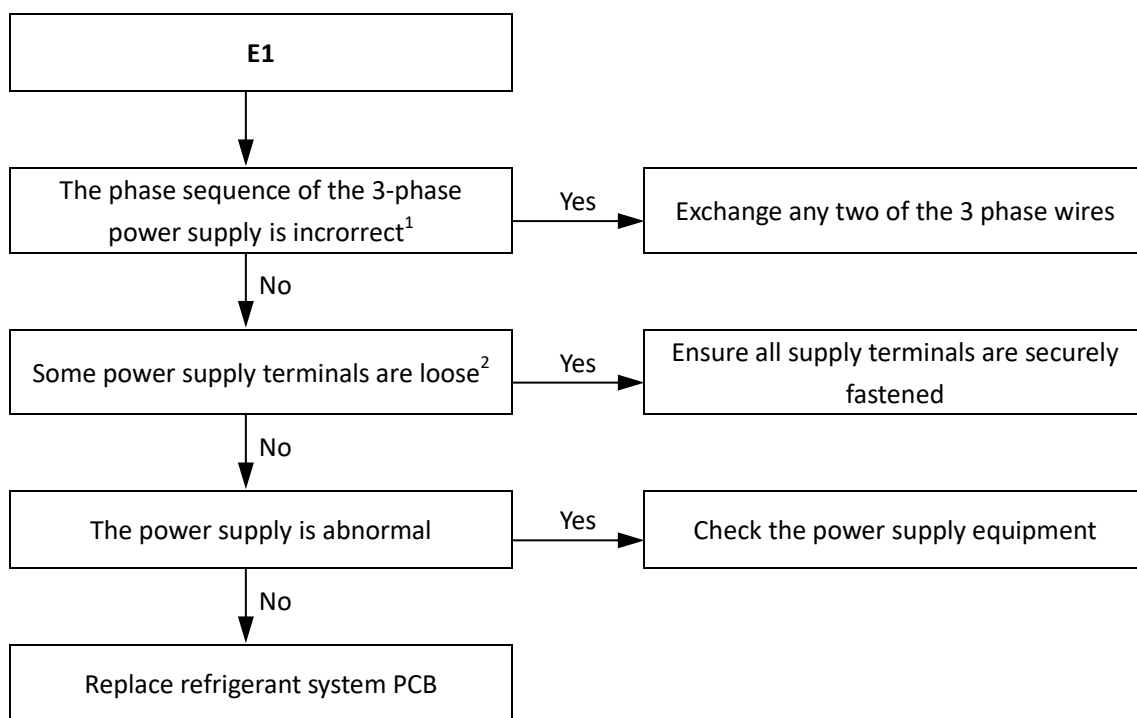 E1
The phase sequence of the 3-phase
power supply is incrorrect1
Yes
Exchange any two of the 3 phase wires
No
Some power supply terminals are loose2
Yes
Ensure all supply terminals are securely
fastened
No
The power supply is abnormal
Yes
Check the power supply equipment
No
Replace refrigerant system PCB